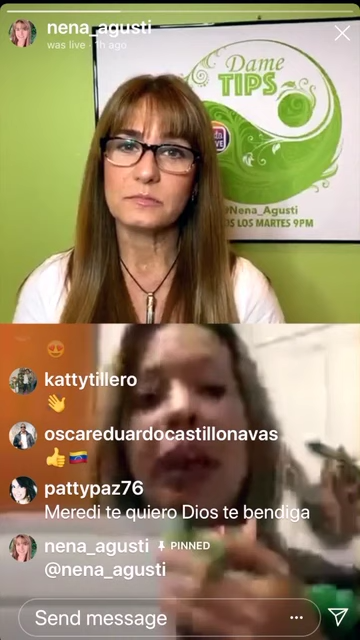 nena_agusti
was live · 1h ago
Dame
TIPS
@Nena_Agusti
OS LOS MARTES 9PM
kattytillero
👋
oscareduardocastillonavas
👍🇻🇪
pattypaz76
Meredi te quiero Dios te bendiga
nena_agusti PINNED
@nena_agusti
Send message